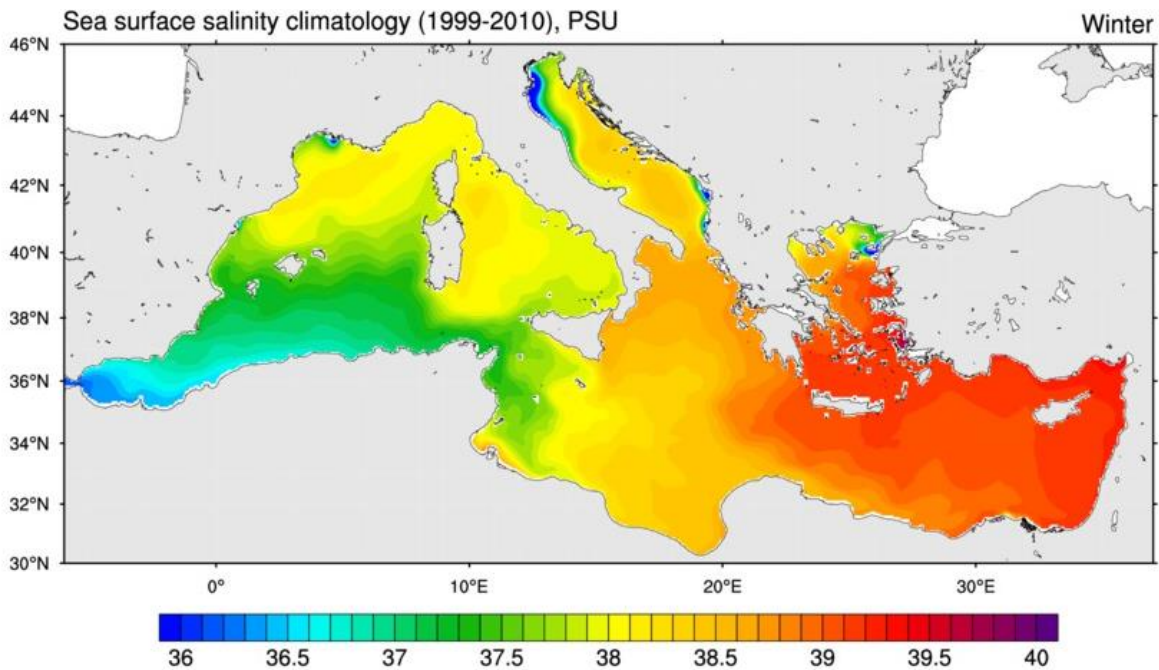 Sea surface salinity climatology (1999-2010), PSU Winter
46°N
44°N
42°N
40°N
38°N
36°N
34°N
32°N
30°N
0° 10°E 20°E 30°E
36 36.5 37 37.5 38 38.5 39 39.5 40